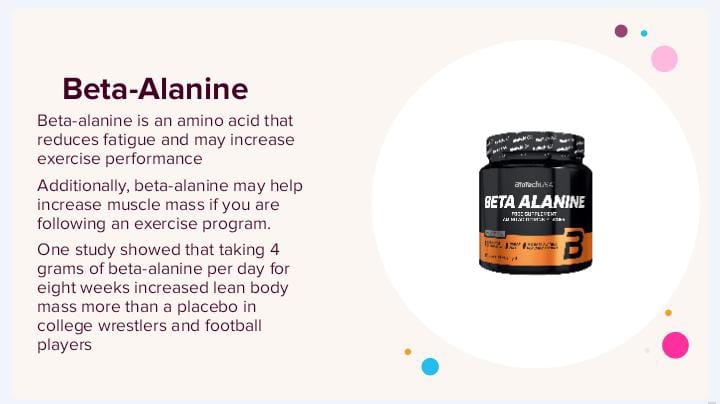 Beta-Alanine
Beta-alanine is an amino acid that
reduces fatigue and may increase
exercise performance
Additionally, beta-alanine may help
increase muscle mass if you are
following an exercise program.
One study showed that taking 4
grams of beta-alanine per day for
eight weeks increased lean body
mass more than a placebo in
college wrestlers and football
players
BioTechUSA
BETA ALANINE
FOOD SUPPLEMENT
B